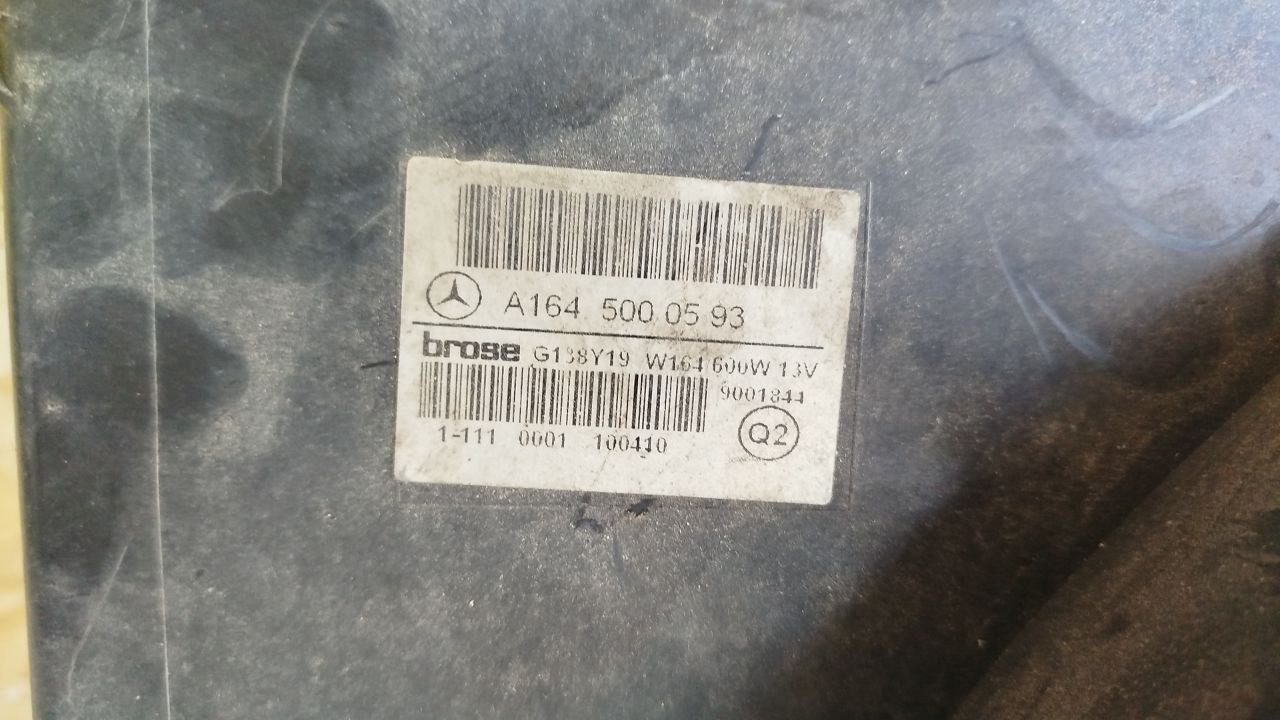 A164 500 05 93
brose G138Y19 W164 600W 13V
9001844
1-111 0001 100410
Q2